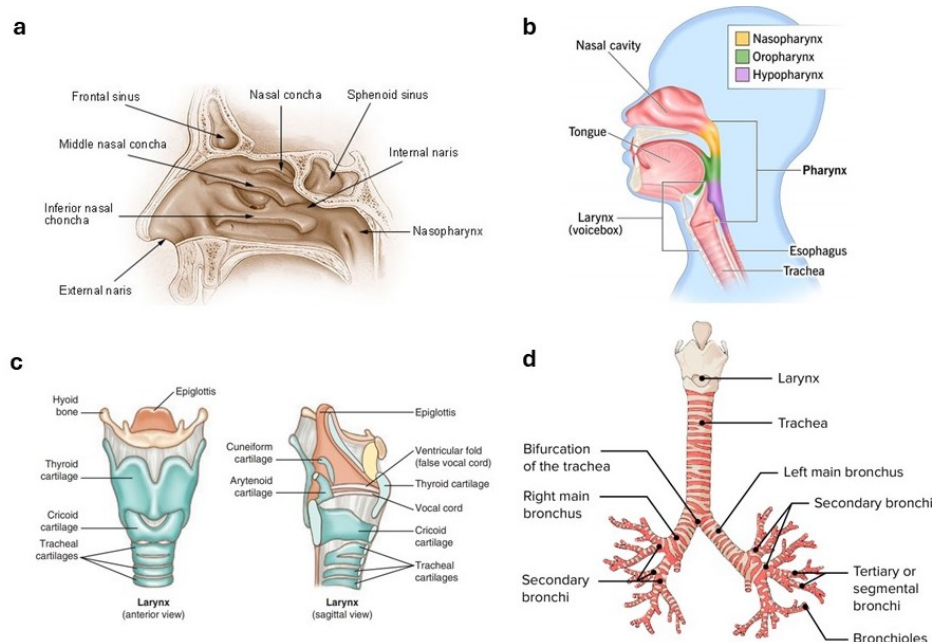 a
Frontal sinus
Nasal concha
Sphenoid sinus
Middle nasal concha
Internal naris
Inferior nasal
choncha
Nasopharynx
External naris
b
Nasopharynx
Oropharynx
Hypopharynx
Nasal cavity
Tongue
Pharynx
Larynx
(voicebox)
Esophagus
Trachea
c
Hyoid
bone
Epiglottis
Thyroid
cartilage
Cricoid
cartilage
Tracheal
cartilages
Larynx
(anterior view)
Epiglottis
Cuneiform
cartilage
Ventricular fold
(false vocal cord)
Arytenoid
cartilage
Thyroid cartilage
Vocal cord
Cricoid
cartilage
Tracheal
cartilages
Larynx
(sagittal view)
d
Larynx
Trachea
Bifurcation
of the trachea
Left main bronchus
Right main
bronchus
Secondary bronchi
Secondary
bronchi
Tertiary or
segmental
bronchi
Bronchioles